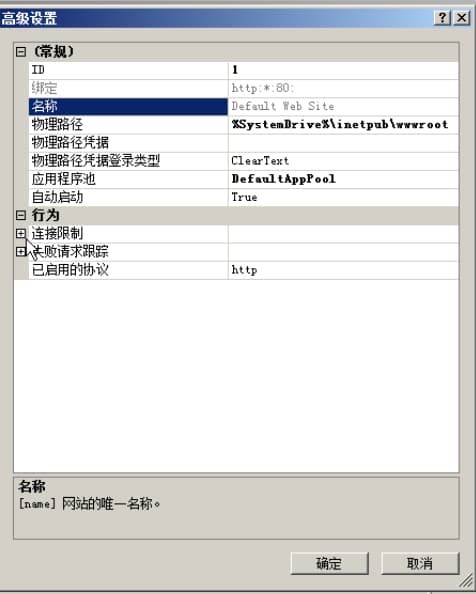 高级设置
(常规)
ID 1
绑定 http:*:80:
名称 Default Web Site
物理路径 %SystemDrive%\inetpub\wwwroot
物理路径凭据
物理路径凭据登录类型 ClearText
应用程序池 DefaultAppPool
自动启动 True
行为
连接限制
失败请求跟踪
已启用的协议 http
名称
[name] 网站的唯一名称。
确定 取消